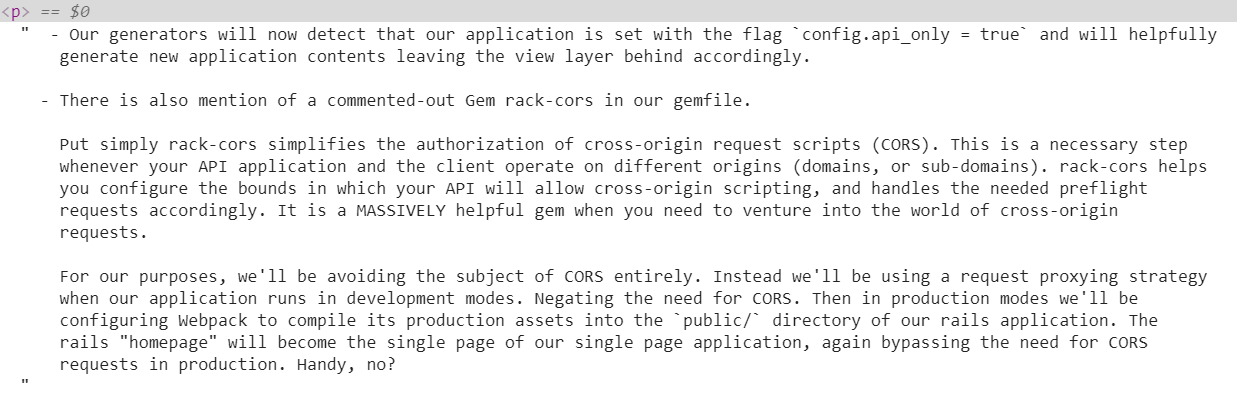 <p> == $0
"  - Our generators will now detect that our application is set with the flag `config.api_only = true` and will helpfully
generate new application contents leaving the view layer behind accordingly.
- There is also mention of a commented-out Gem rack-cors in our gemfile.
Put simply rack-cors simplifies the authorization of cross-origin request scripts (CORS). This is a necessary step
whenever your API application and the client operate on different origins (domains, or sub-domains). rack-cors helps
you configure the bounds in which your API will allow cross-origin scripting, and handles the needed preflight
requests accordingly. It is a MASSIVELY helpful gem when you need to venture into the world of cross-origin
requests.
For our purposes, we'll be avoiding the subject of CORS entirely. Instead we'll be using a request proxying strategy
when our application runs in development modes. Negating the need for CORS. Then in production modes we'll be
configuring Webpack to compile its production assets into the `public/` directory of our rails application. The
rails "homepage" will become the single page of our single page application, again bypassing the need for CORS
requests in production. Handy, no?
"